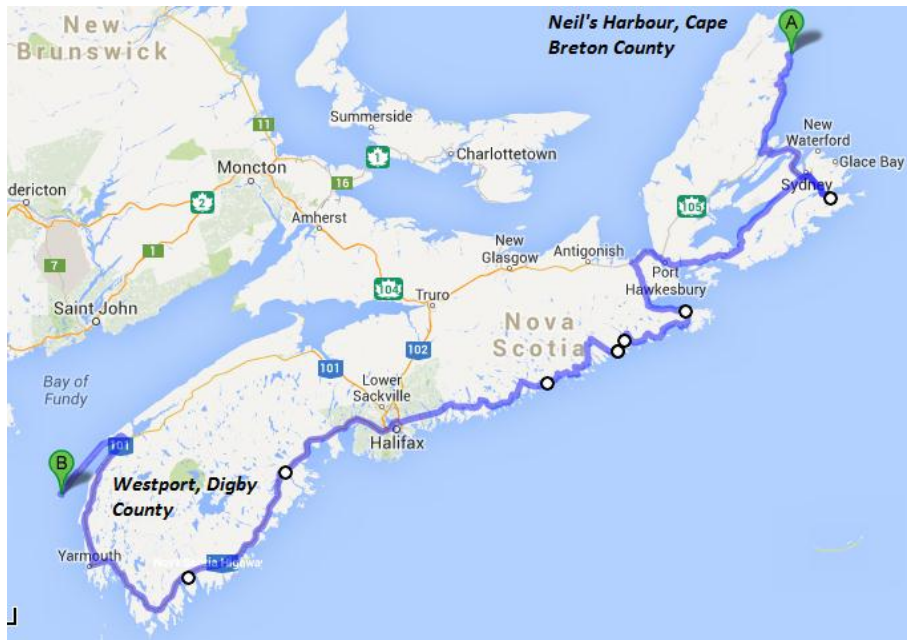 New
Brunswick
Neil's Harbour, Cape
Breton County
A
11
Summerside
1
Charlottetown
New
Waterford
Glace Bay
Sydney
Moncton
16
dericton
2
105
Amherst
New
Glasgow
Antigonish
7
1
Port
Hawkesbury
104
Truro
Saint John
Nova
Scotia
102
101
Bay of
Fundy
Lower
Sackville
Halifax
101
B
Westport, Digby
County
Yarmouth